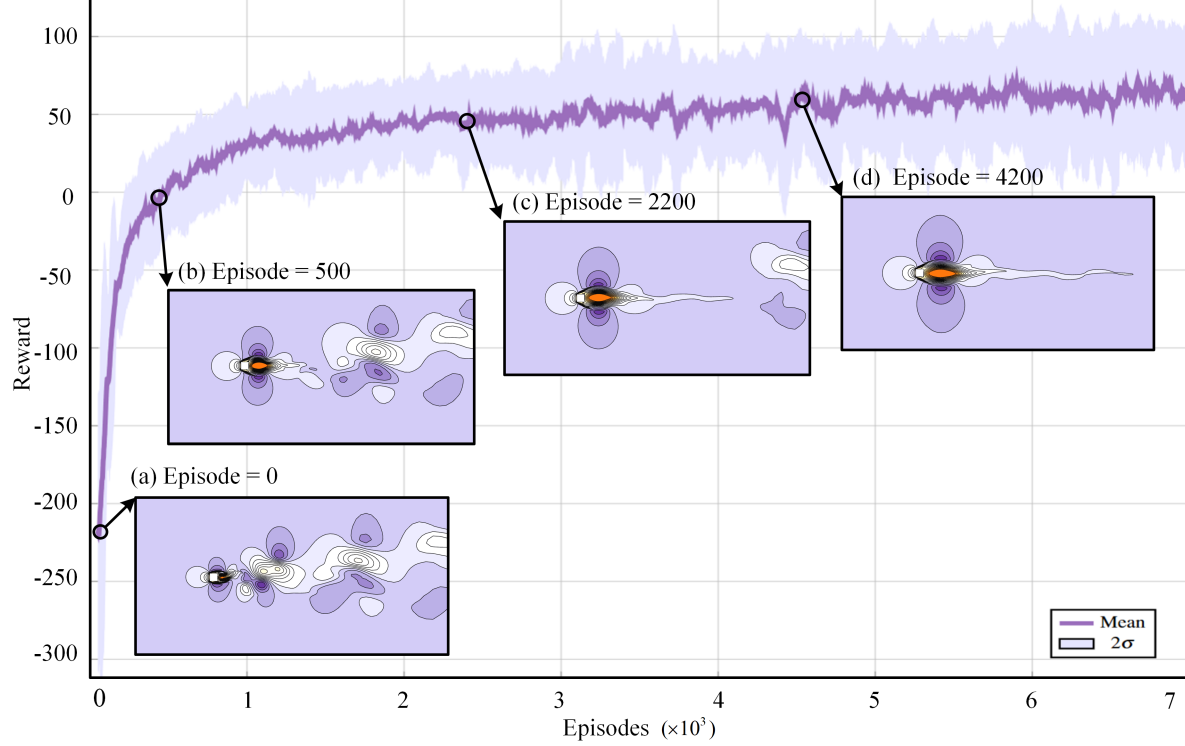 100
50
0
-50
-100
-150
-200
-250
-300
Reward
(a) Episode = 0
(b) Episode = 500
(c) Episode = 2200
(d) Episode = 4200
Mean
2σ
0 1 2 3 4 5 6 7
Episodes (×10³)